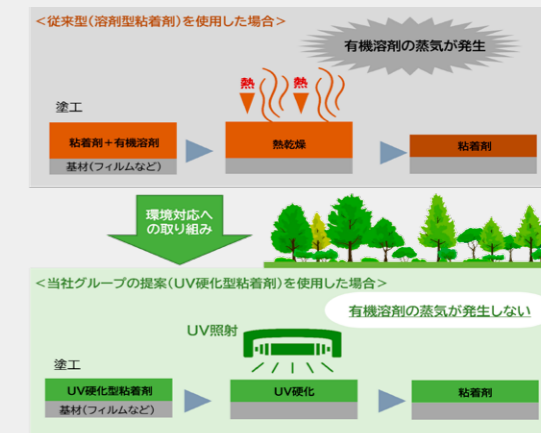 <従来型(溶剤型粘着剤)を使用した場合>
有機溶剤の蒸気が発生
熱 熱
塗工
粘着剤+有機溶剤
熱乾燥
粘着剤
基材(フィルムなど)
環境対応へ
の取り組み
<当社グループの提案(UV硬化型粘着剤)を使用した場合>
有機溶剤の蒸気が発生しない
UV照射
塗工
UV硬化型粘着剤
UV硬化
粘着剤
基材(フィルムなど)